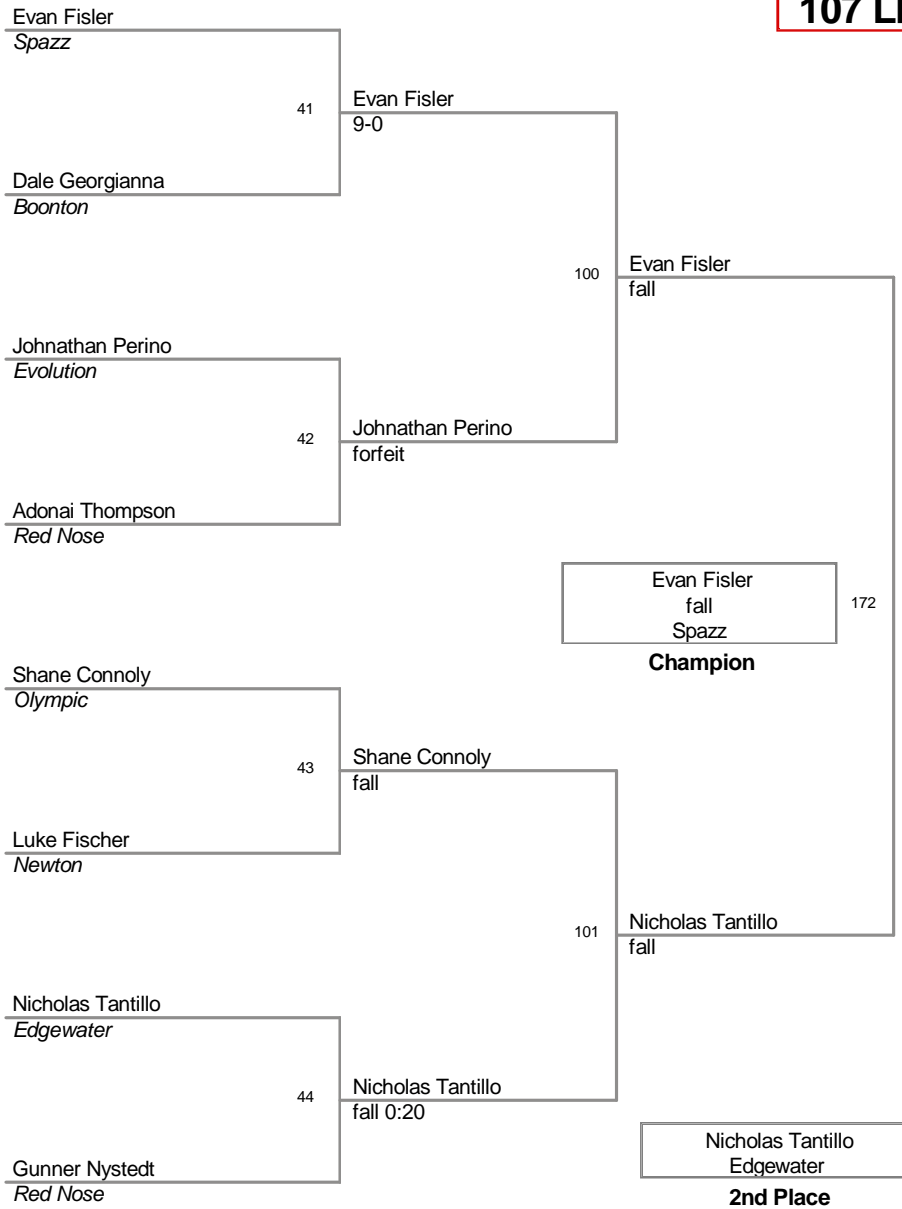 107 L
Evan Fisler
Spazz
41
Evan Fisler
9-0
Dale Georgianna
Boonton
100
Evan Fisler
fall
Johnathan Perino
Evolution
42
Johnathan Perino
forfeit
Adonai Thompson
Red Nose
Evan Fisler
fall
Spazz
172
Champion
Shane Connoly
Olympic
43
Shane Connoly
fall
Luke Fischer
Newton
101
Nicholas Tantillo
fall
Nicholas Tantillo
Edgewater
44
Nicholas Tantillo
fall 0:20
Gunner Nystedt
Red Nose
Nicholas Tantillo
Edgewater
2nd Place